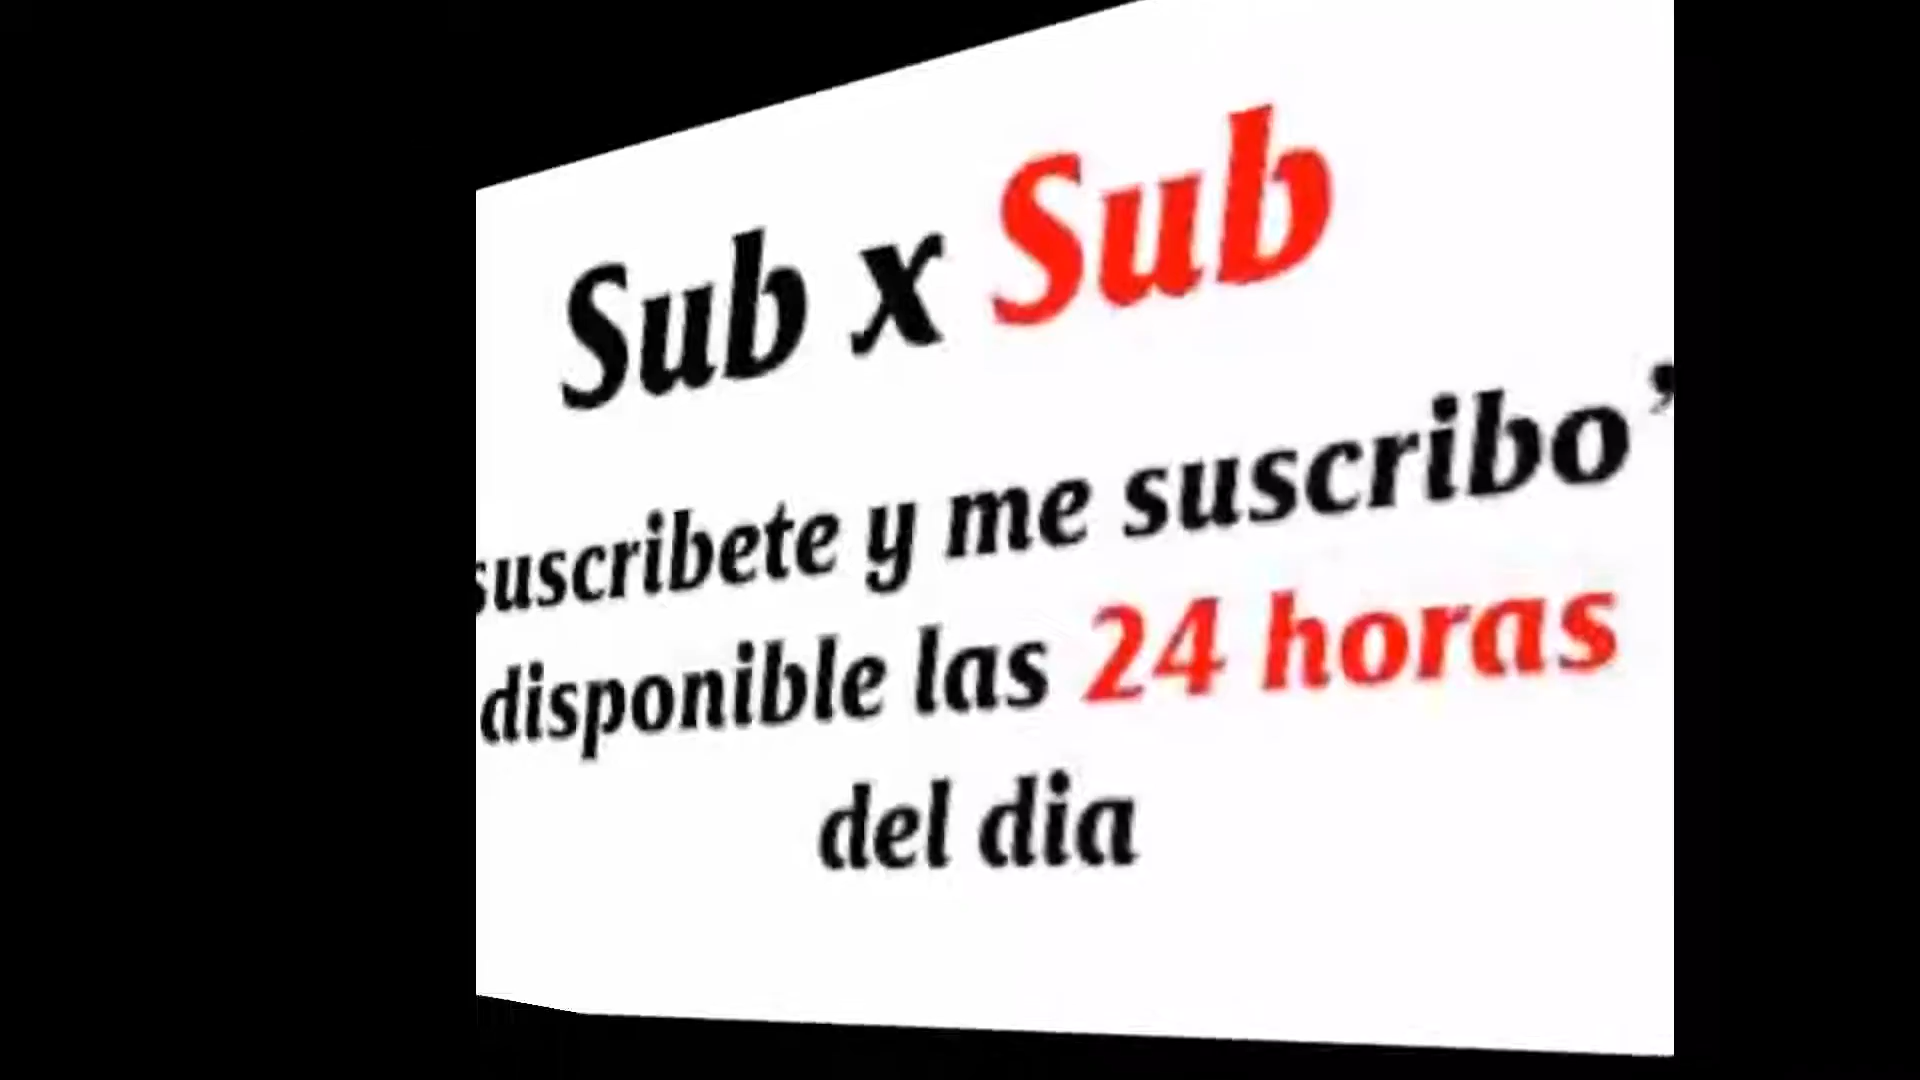 Sub x Sub
suscribete y me suscribo’
disponible las 24 horas
del dia